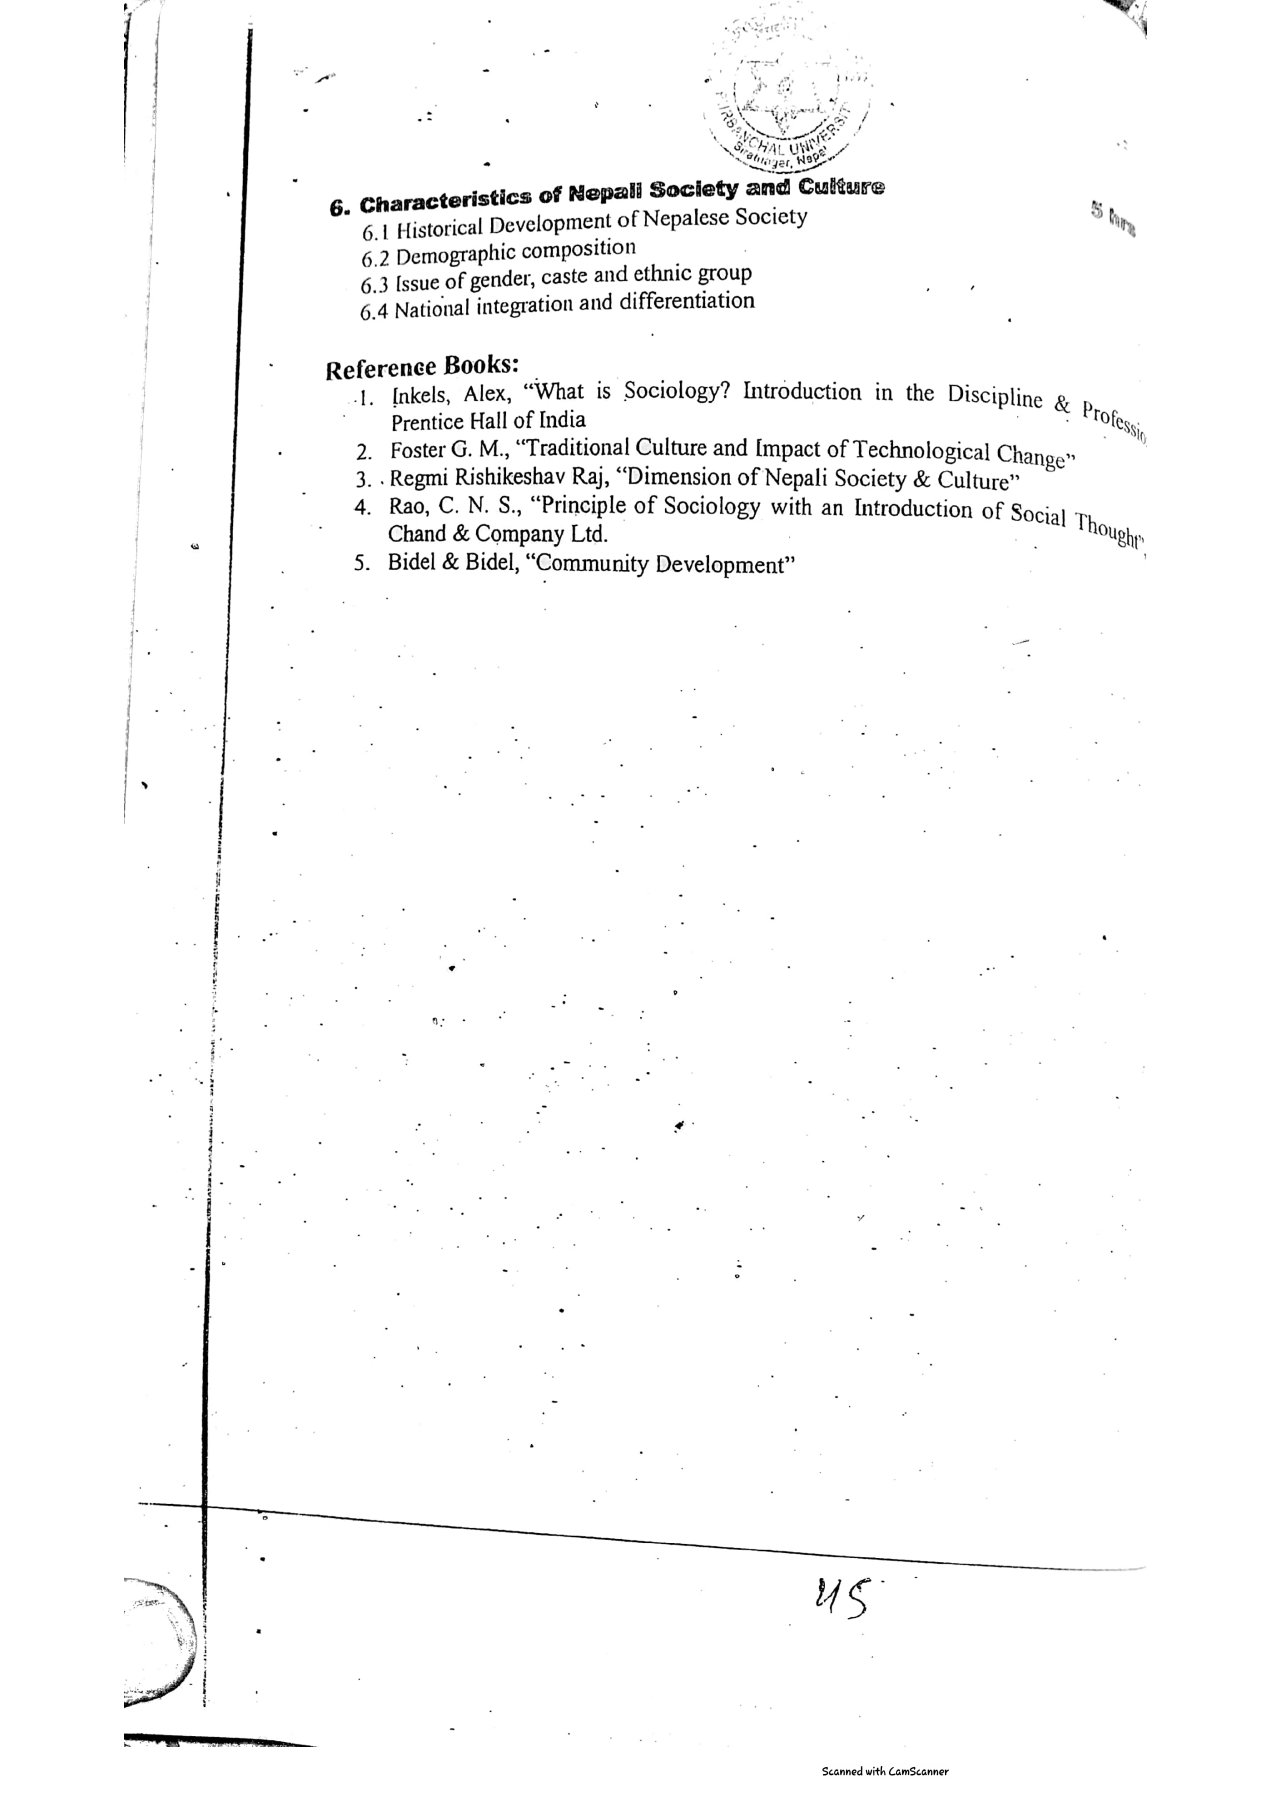 PURBANCHAL UNIVERSITY
Biratnagar, Nepal
6. Characteristics of Nepali Society and Culture
5 hrs
6.1 Historical Development of Nepalese Society
6.2 Demographic composition
6.3 Issue of gender, caste and ethnic group
6.4 National integration and differentiation
Reference Books:
1. Inkels, Alex, “What is Sociology? Introduction in the Discipline & Professio
Prentice Hall of India
2. Foster G. M., “Traditional Culture and Impact of Technological Change”
3. Regmi Rishikeshav Raj, “Dimension of Nepali Society & Culture”
4. Rao, C. N. S., “Principle of Sociology with an Introduction of Social Thought”,
Chand & Company Ltd.
5. Bidel & Bidel, “Community Development”
45
Scanned with CamScanner